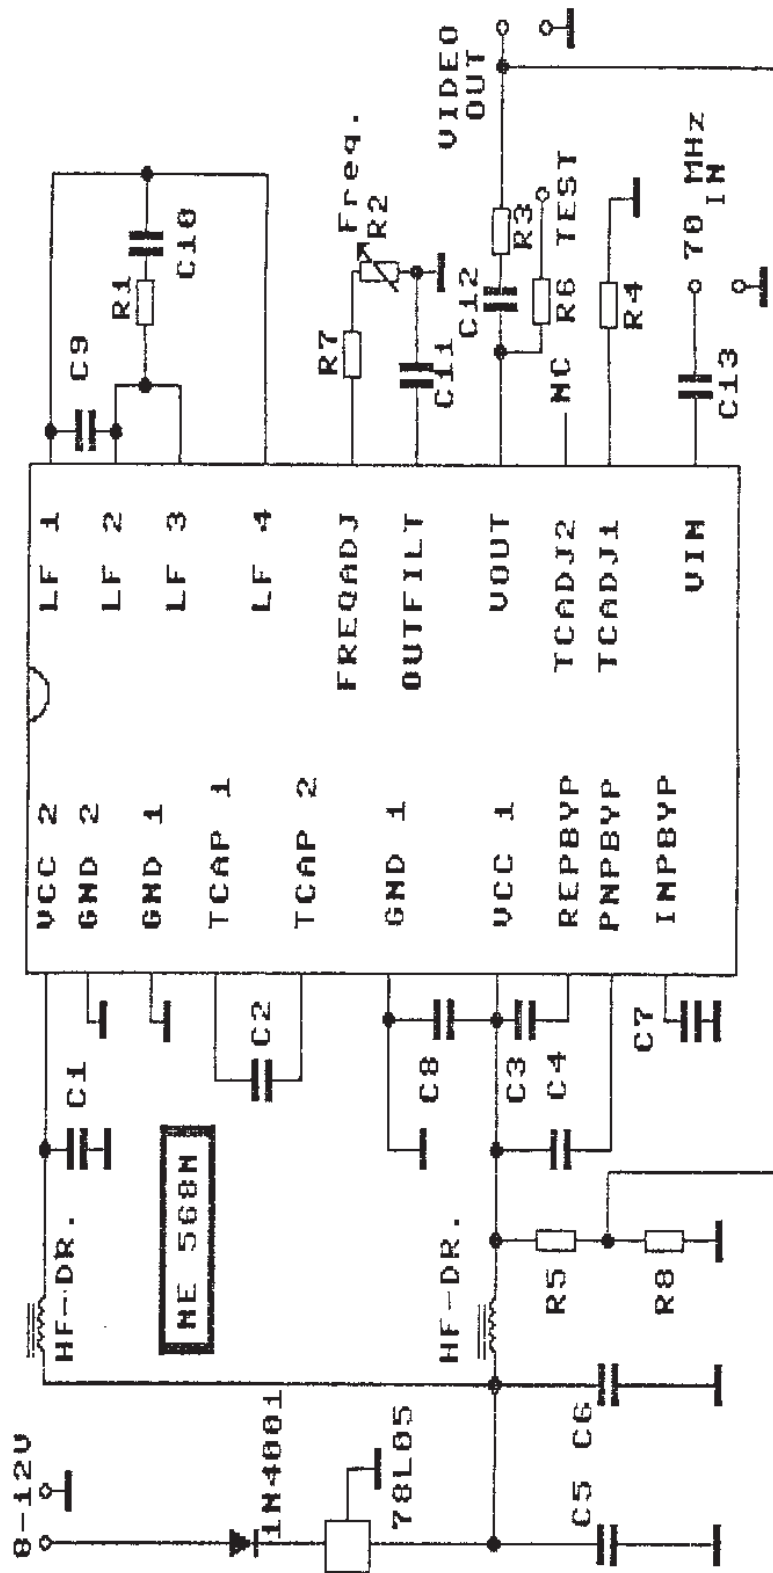 8-12V
1N4001
78L05
C5
C6
HF-DR.
HF-DR.
NE 568N
R5
R8
C1
C2
C8
C3
C4
C7
VCC 2
GND 2
GND 1
TCAP 1
TCAP 2
GND 1
VCC 1
REPBYP
PNPBYP
INPBYP
LF 1
LF 2
LF 3
LF 4
FREQADJ
OUTFILT
VOUT
TCADJ2
TCADJ1
VIN
C9
R1
C10
R7
R2
Freq.
C11
C12
R3
NC
R6
TEST
R4
C13
VIDEO
OUT
70 MHz
IN